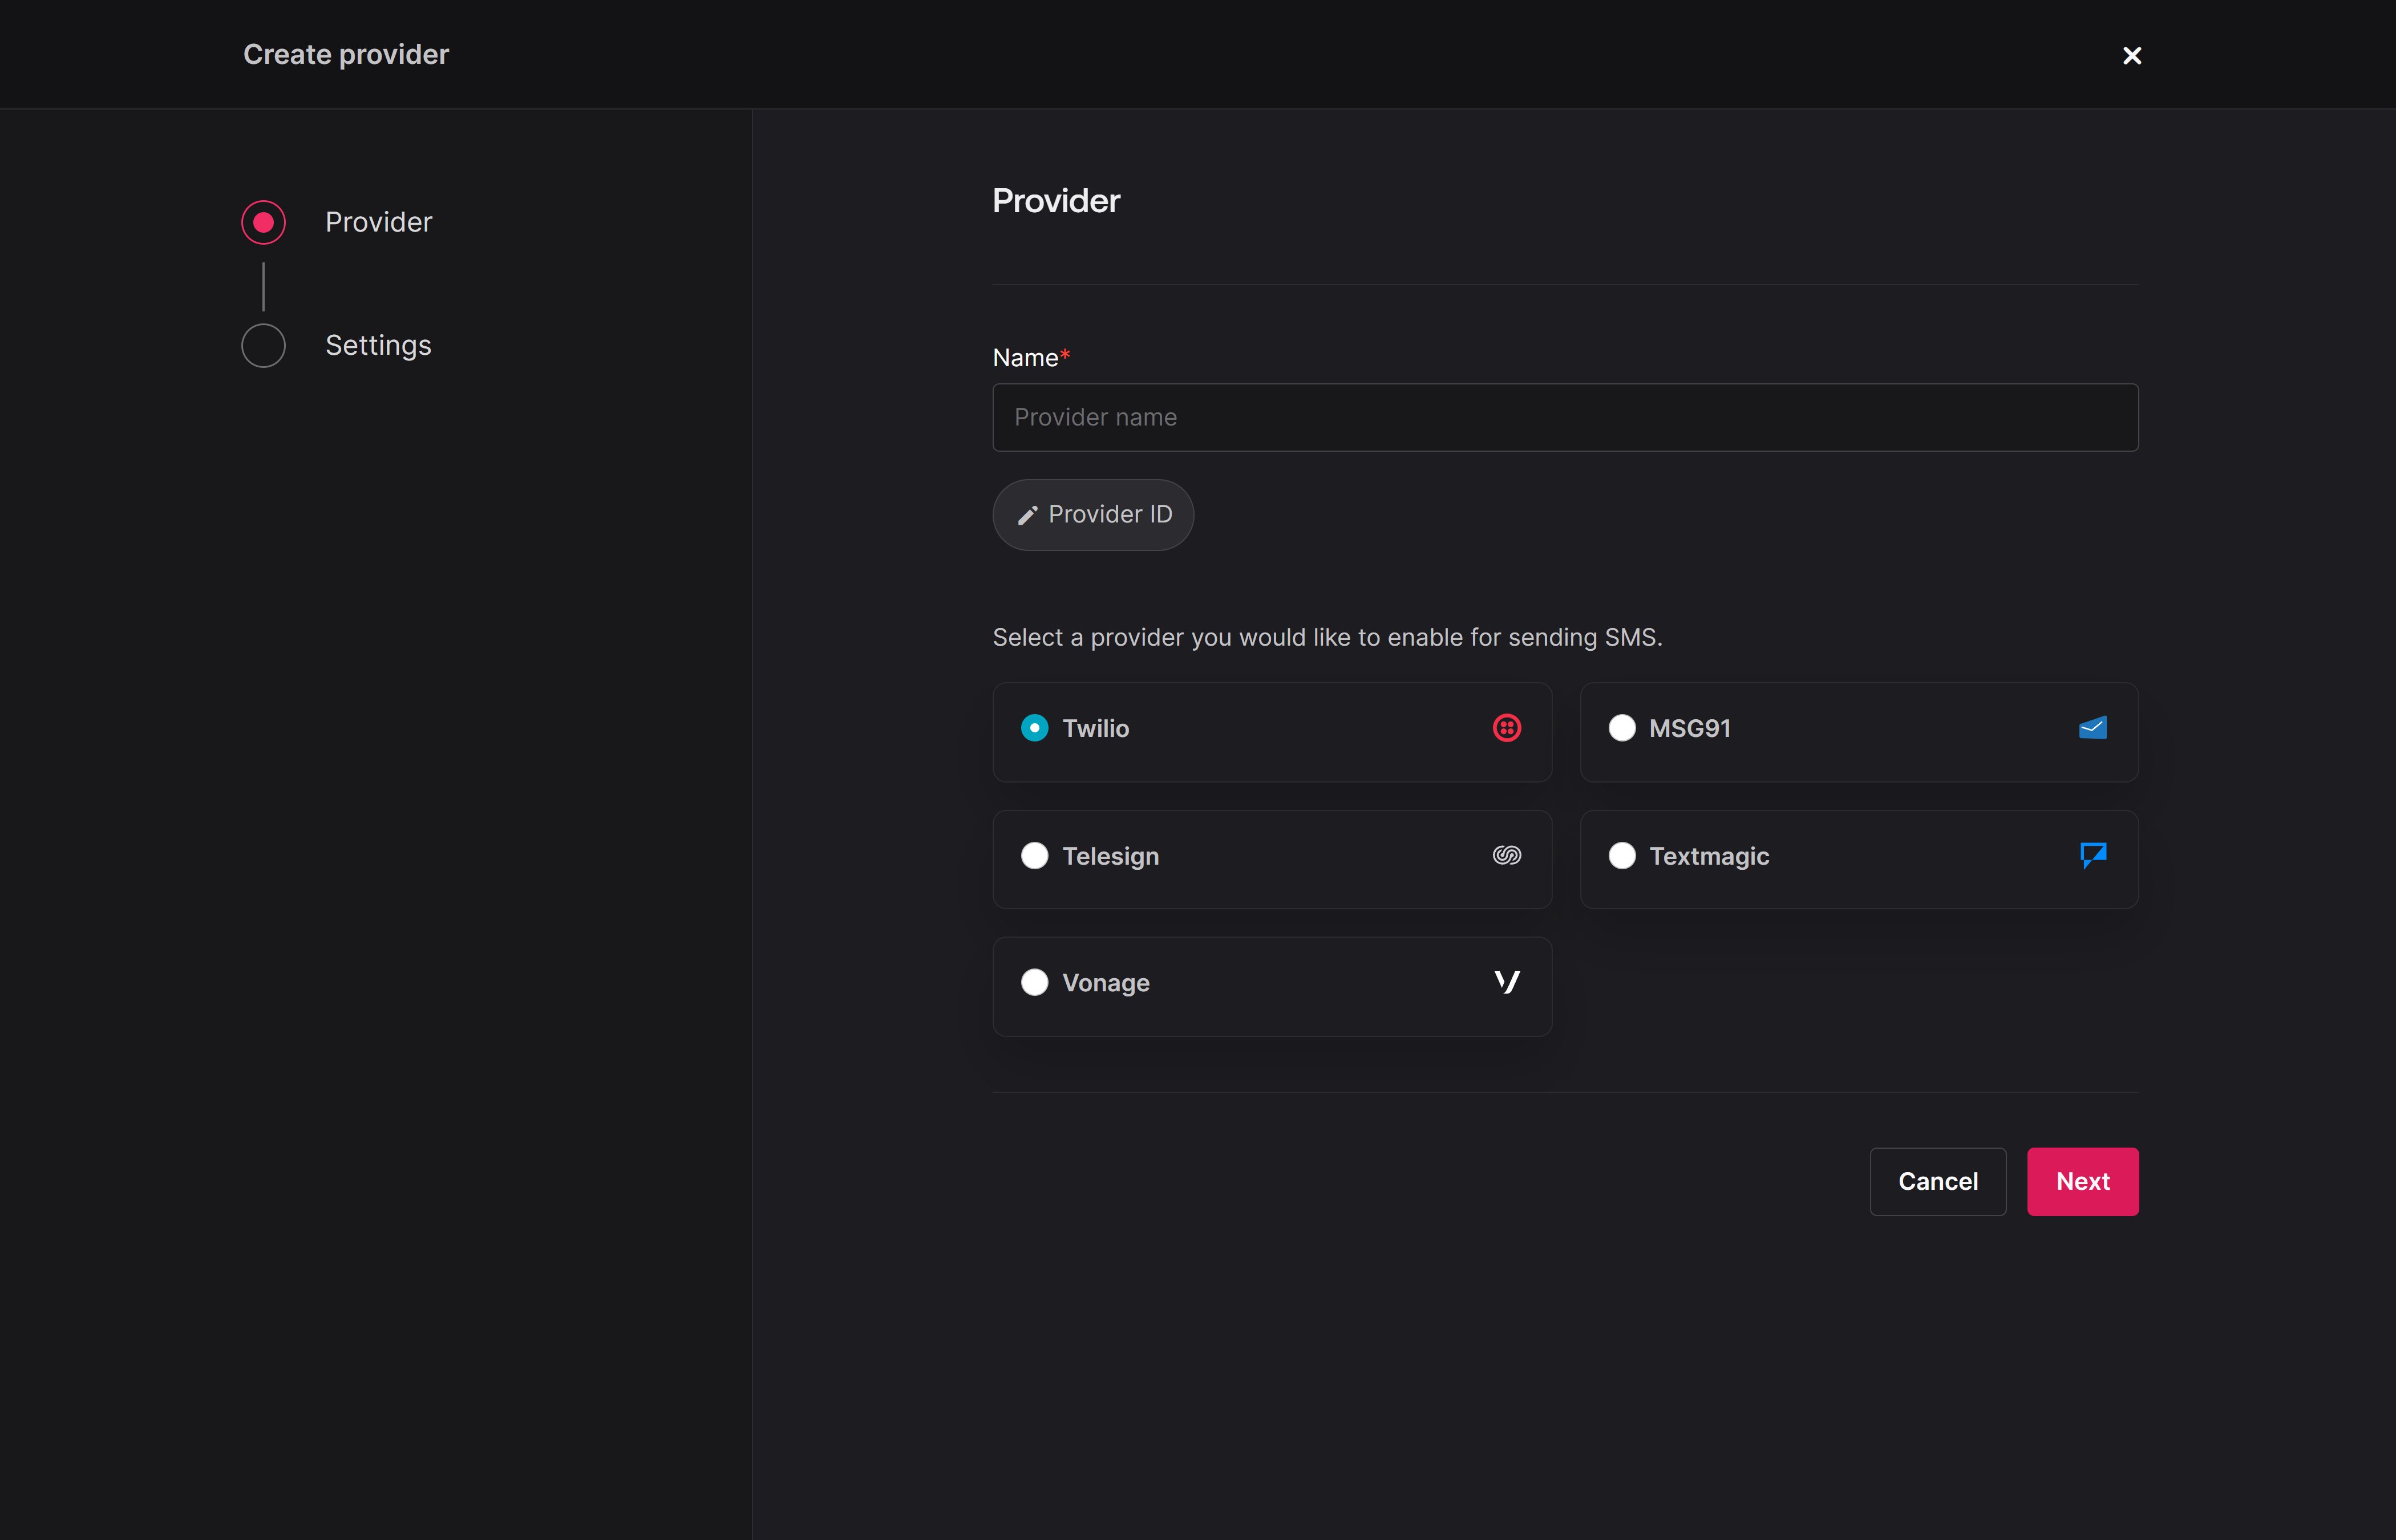 Create provider
Provider
Settings
Provider
Name*
Provider name
Provider ID
Select a provider you would like to enable for sending SMS.
Twilio
MSG91
Telesign
Textmagic
Vonage
Cancel
Next